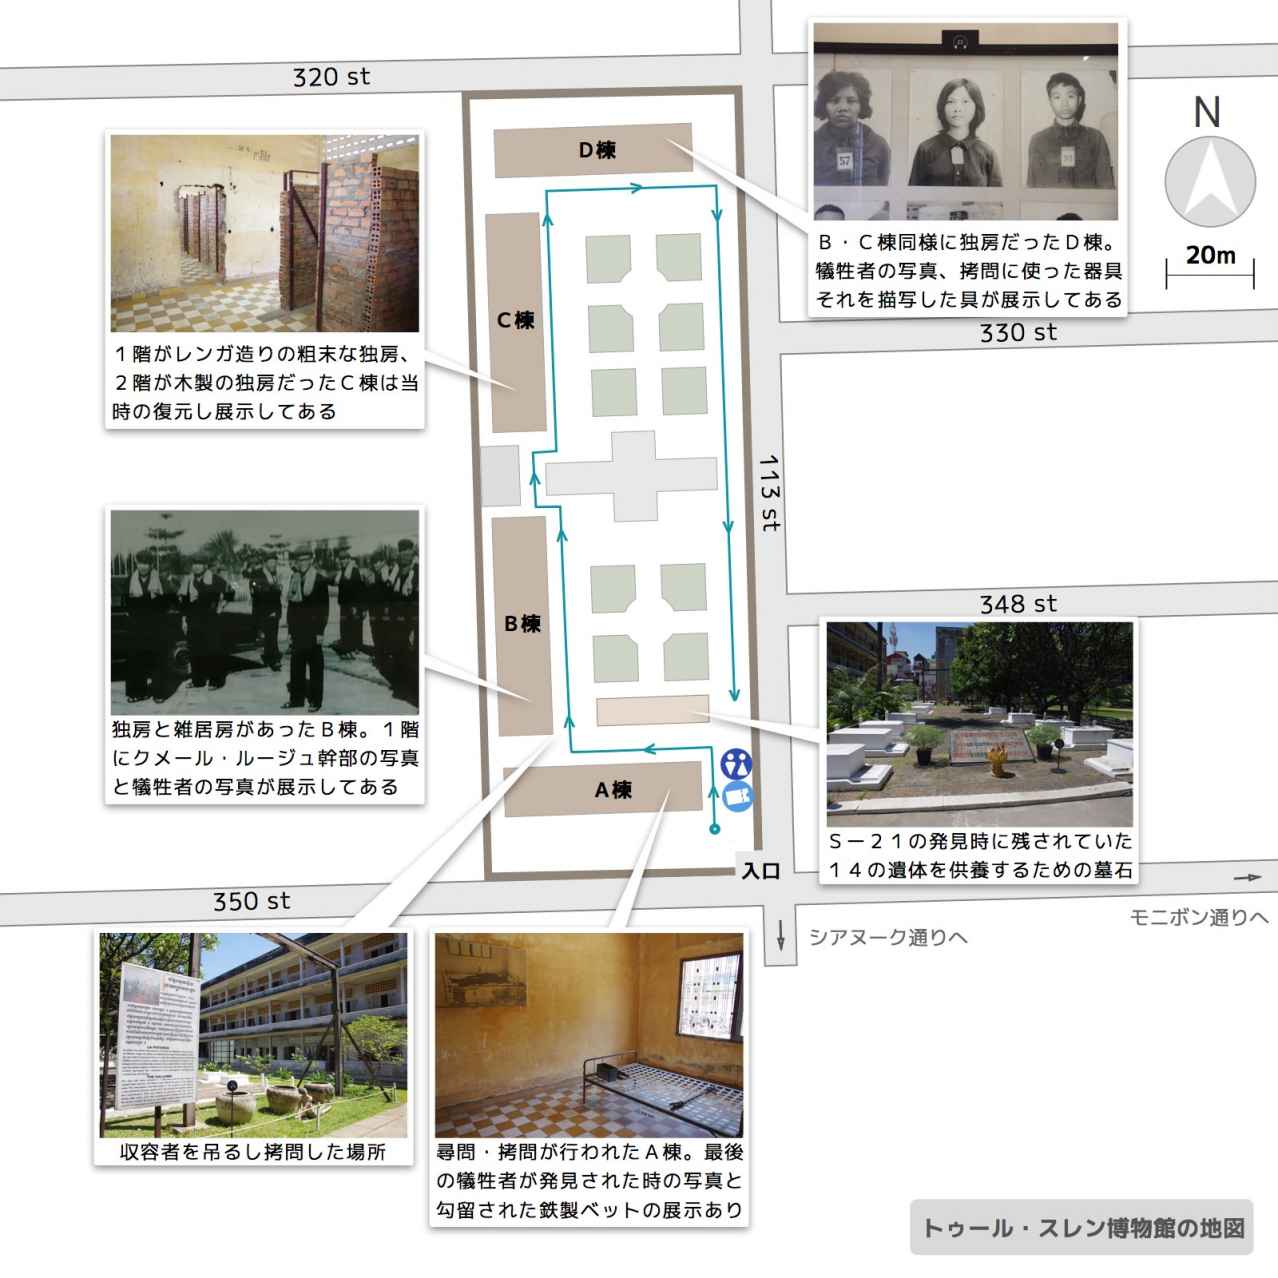 320 st
D棟
N
20m
B・C棟同様に独房だったD棟。
犠牲者の写真、拷問に使った器具
それを描写した具が展示してある
330 st
C棟
1階がレンガ造りの粗末な独房、
2階が木製の独房だったC棟は当
時の復元し展示してある
113 st
348 st
B棟
独房と雑居房があったB棟。1階
にクメール・ルージュ幹部の写真
と犠牲者の写真が展示してある
A棟
S－21の発見時に残されていた
14の遺体を供養するための墓石
入口
350 st
モニボン通りへ
シアヌーク通りへ
収容者を吊るし拷問した場所
尋問・拷問が行われたA棟。最後
の犠牲者が発見された時の写真と
勾留された鉄製ベットの展示あり
トゥール・スレン博物館の地図
57